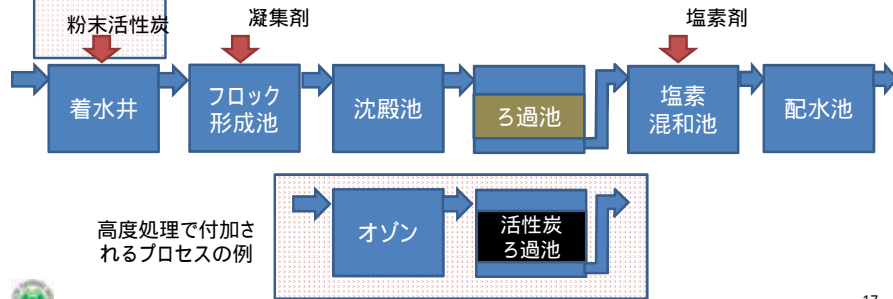 粉末活性炭
凝集剤
塩素剤
着水井
フロック
形成池
沈殿池
ろ過池
塩素
混和池
配水池
高度処理で付加さ
れるプロセスの例
オゾン
活性炭
ろ過池
17